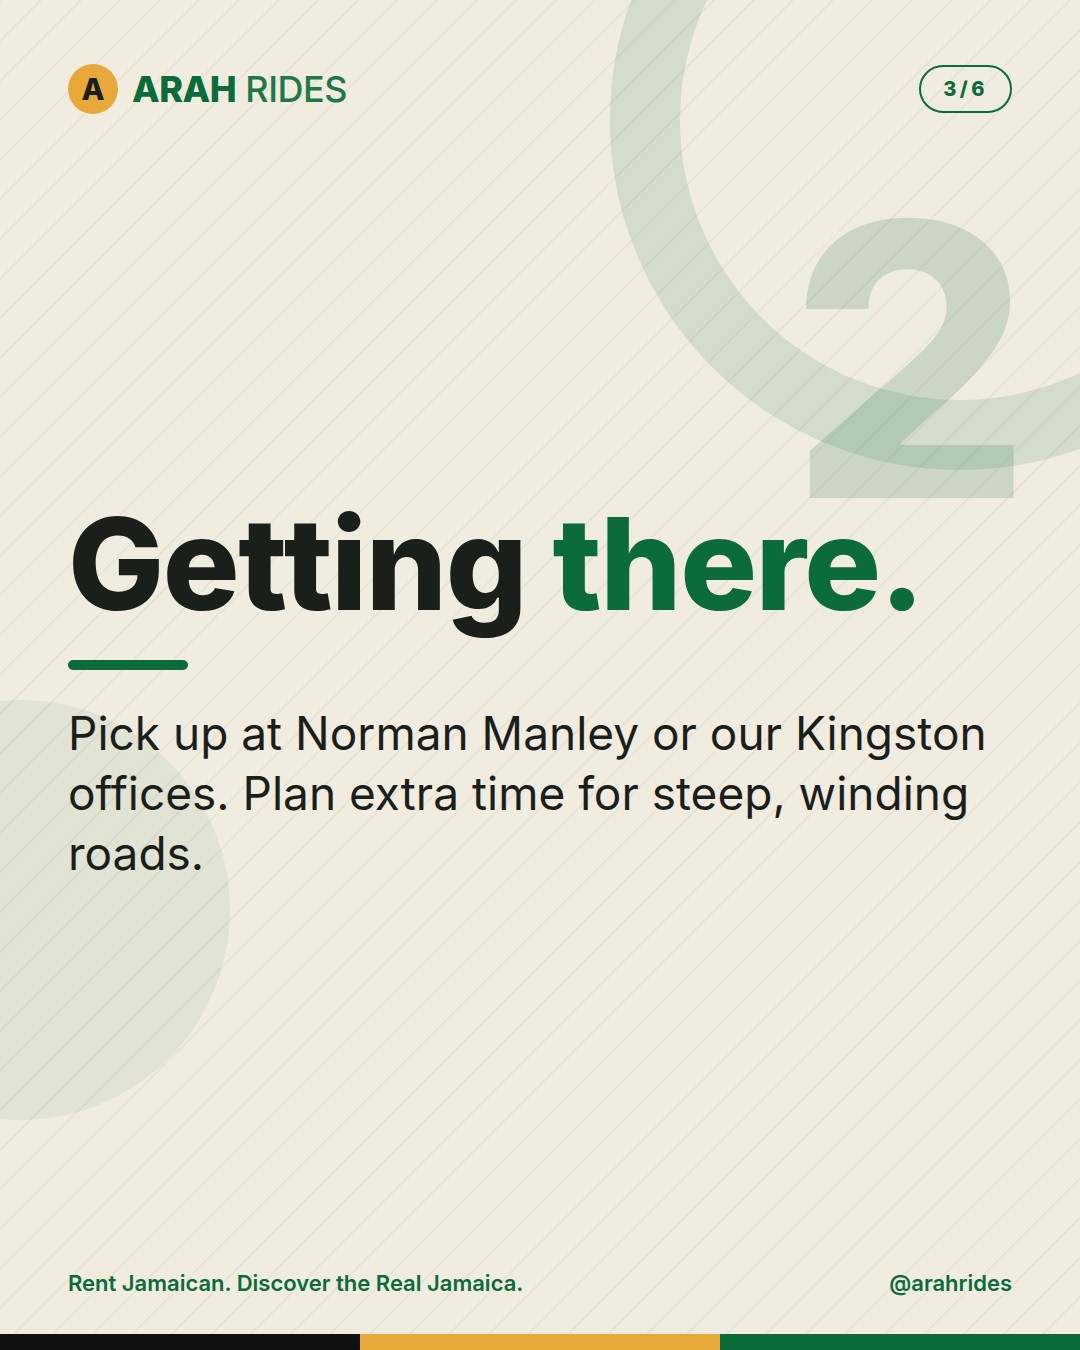 A ARAH RIDES
3/6
2
Getting there.
Pick up at Norman Manley or our Kingston
offices. Plan extra time for steep, winding
roads.
Rent Jamaican. Discover the Real Jamaica.
@arahrides